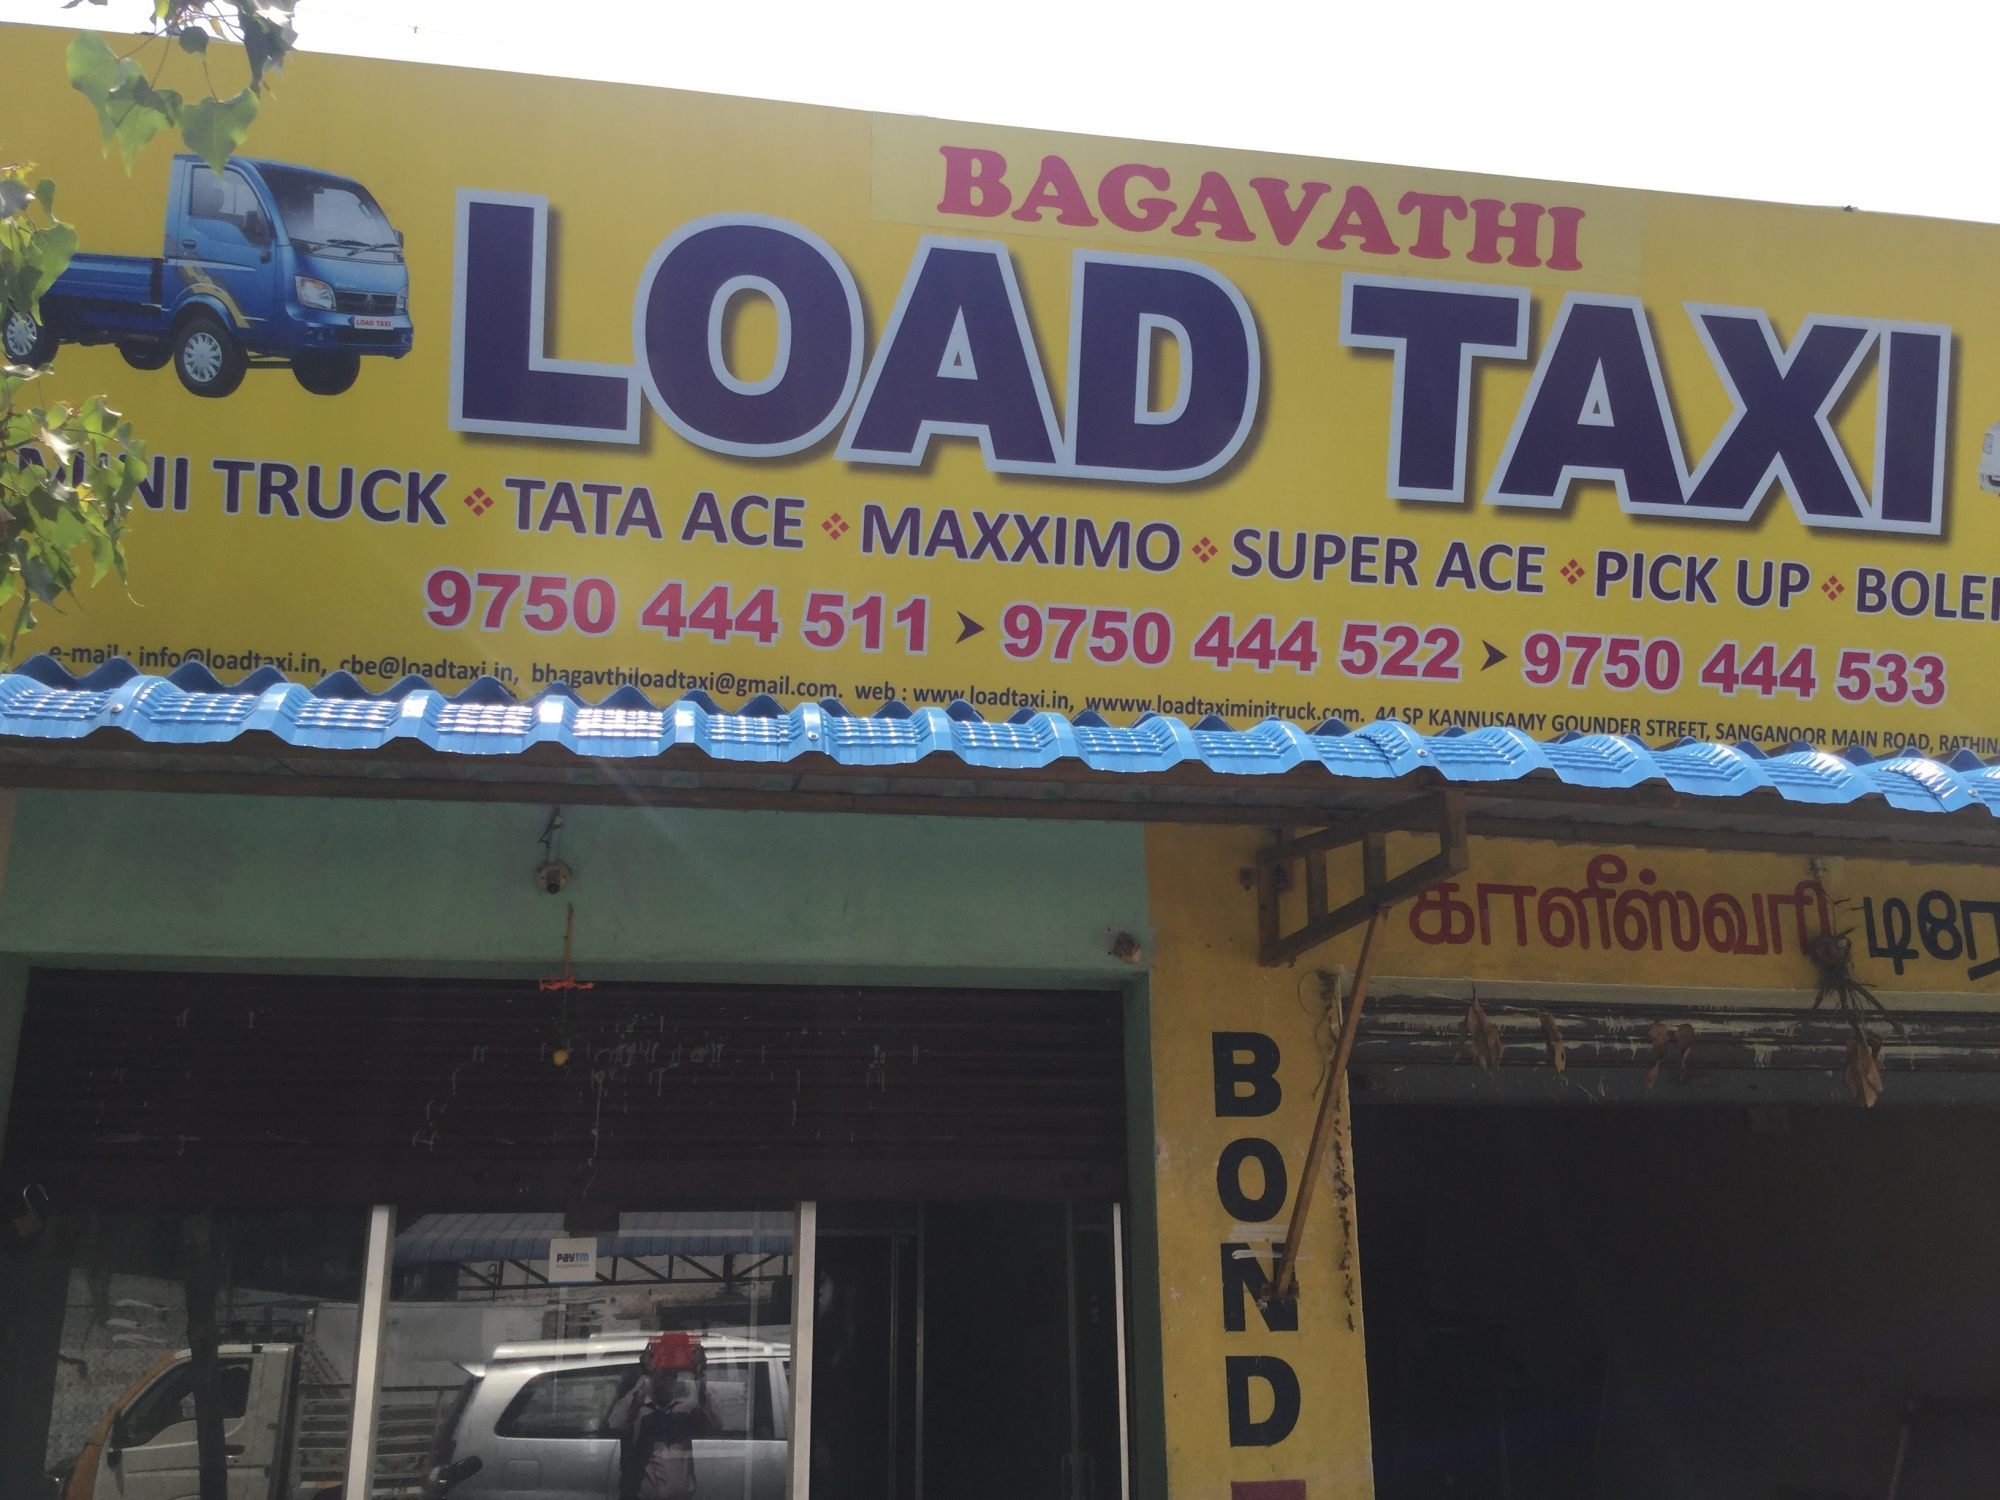 BAGAVATHI
LOAD TAXI
LOAD TAXI
MINI TRUCK ❖ TATA ACE ❖ MAXXIMO ❖ SUPER ACE ❖ PICK UP ❖ BOLER
9750 444 511 ➤ 9750 444 522 ➤ 9750 444 533
e-mail : info@loadtaxi.in, cbe@loadtaxi.in, bhagavthiloadtaxi@gmail.com. web : www.loadtaxi.in, wwww.loadtaximinitruck.com. 44 SP KANNUSAMY GOUNDER STREET, SANGANOOR MAIN ROAD, RATHIN
காளீஸ்வரி டிரே
BOND
paytm